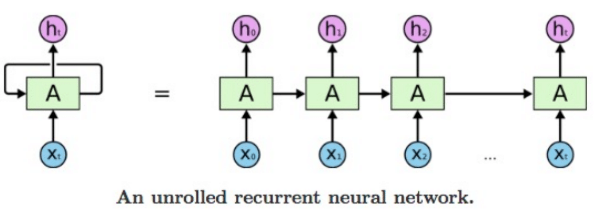 hₜ h₀ h₁ h₂ hₜ
A = A A A A
xₜ x₀ x₁ x₂ ... xₜ
An unrolled recurrent neural network.